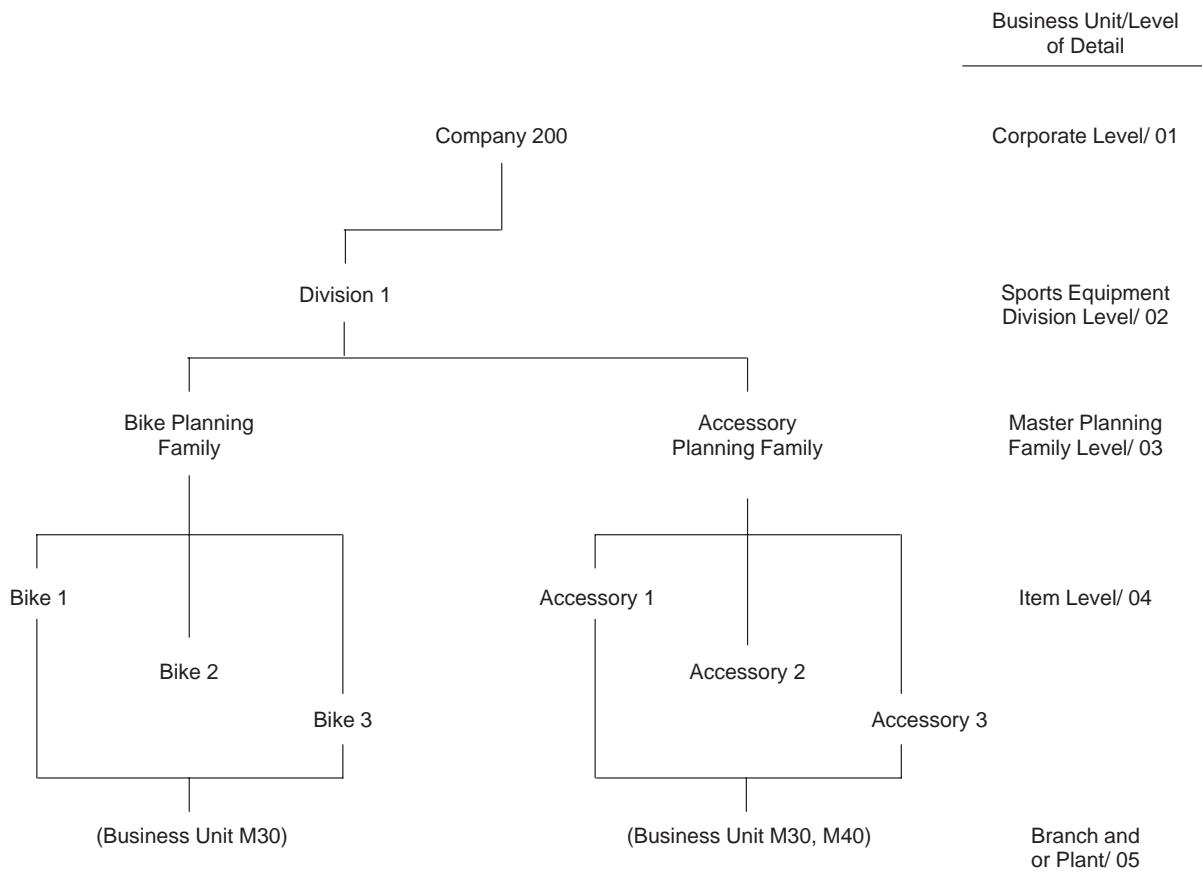 Business Unit/Level
of Detail
Company 200
Corporate Level/ 01
Division 1
Sports Equipment
Division Level/ 02
Bike Planning
Family
Accessory
Planning Family
Master Planning
Family Level/ 03
Bike 1
Accessory 1
Item Level/ 04
Bike 2
Accessory 2
Bike 3
Accessory 3
(Business Unit M30)
(Business Unit M30, M40)
Branch and
or Plant/ 05